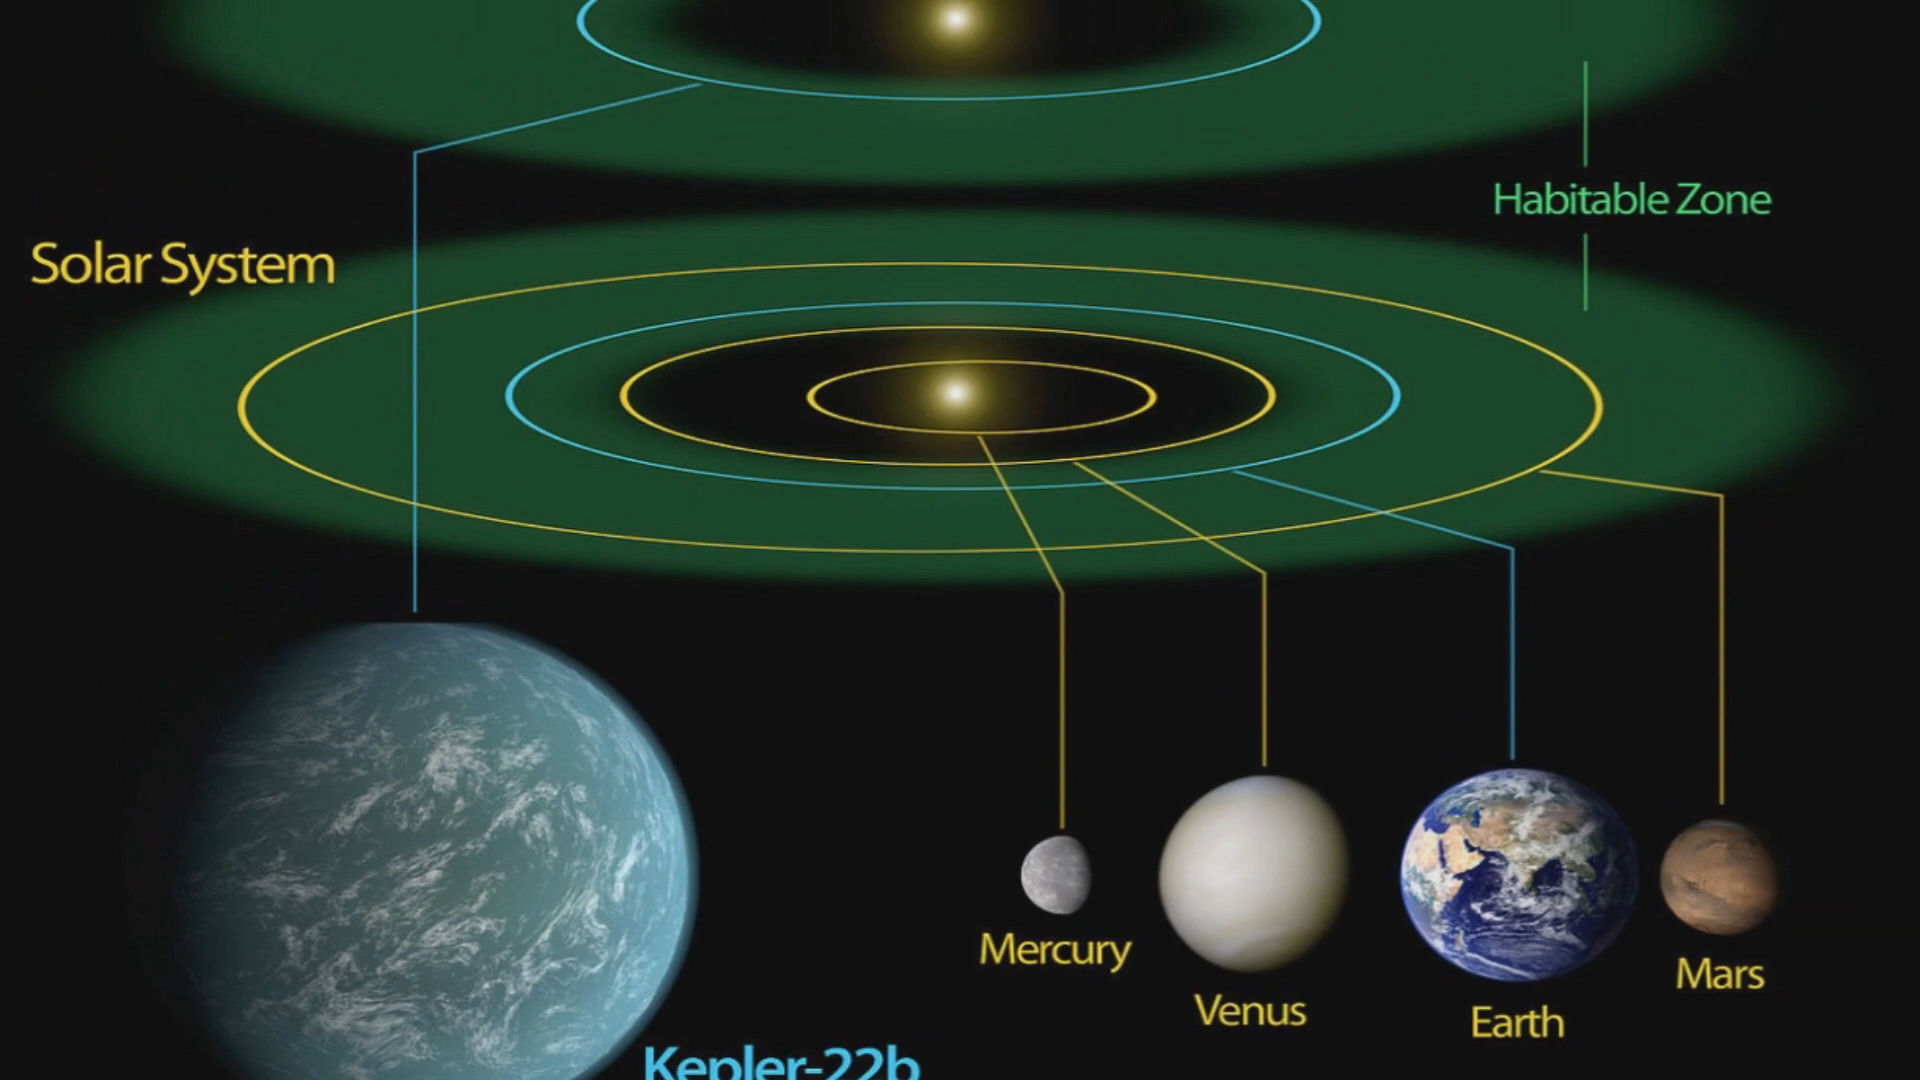 Habitable Zone
Solar System
Mercury
Venus
Earth
Mars
Kepler-22b